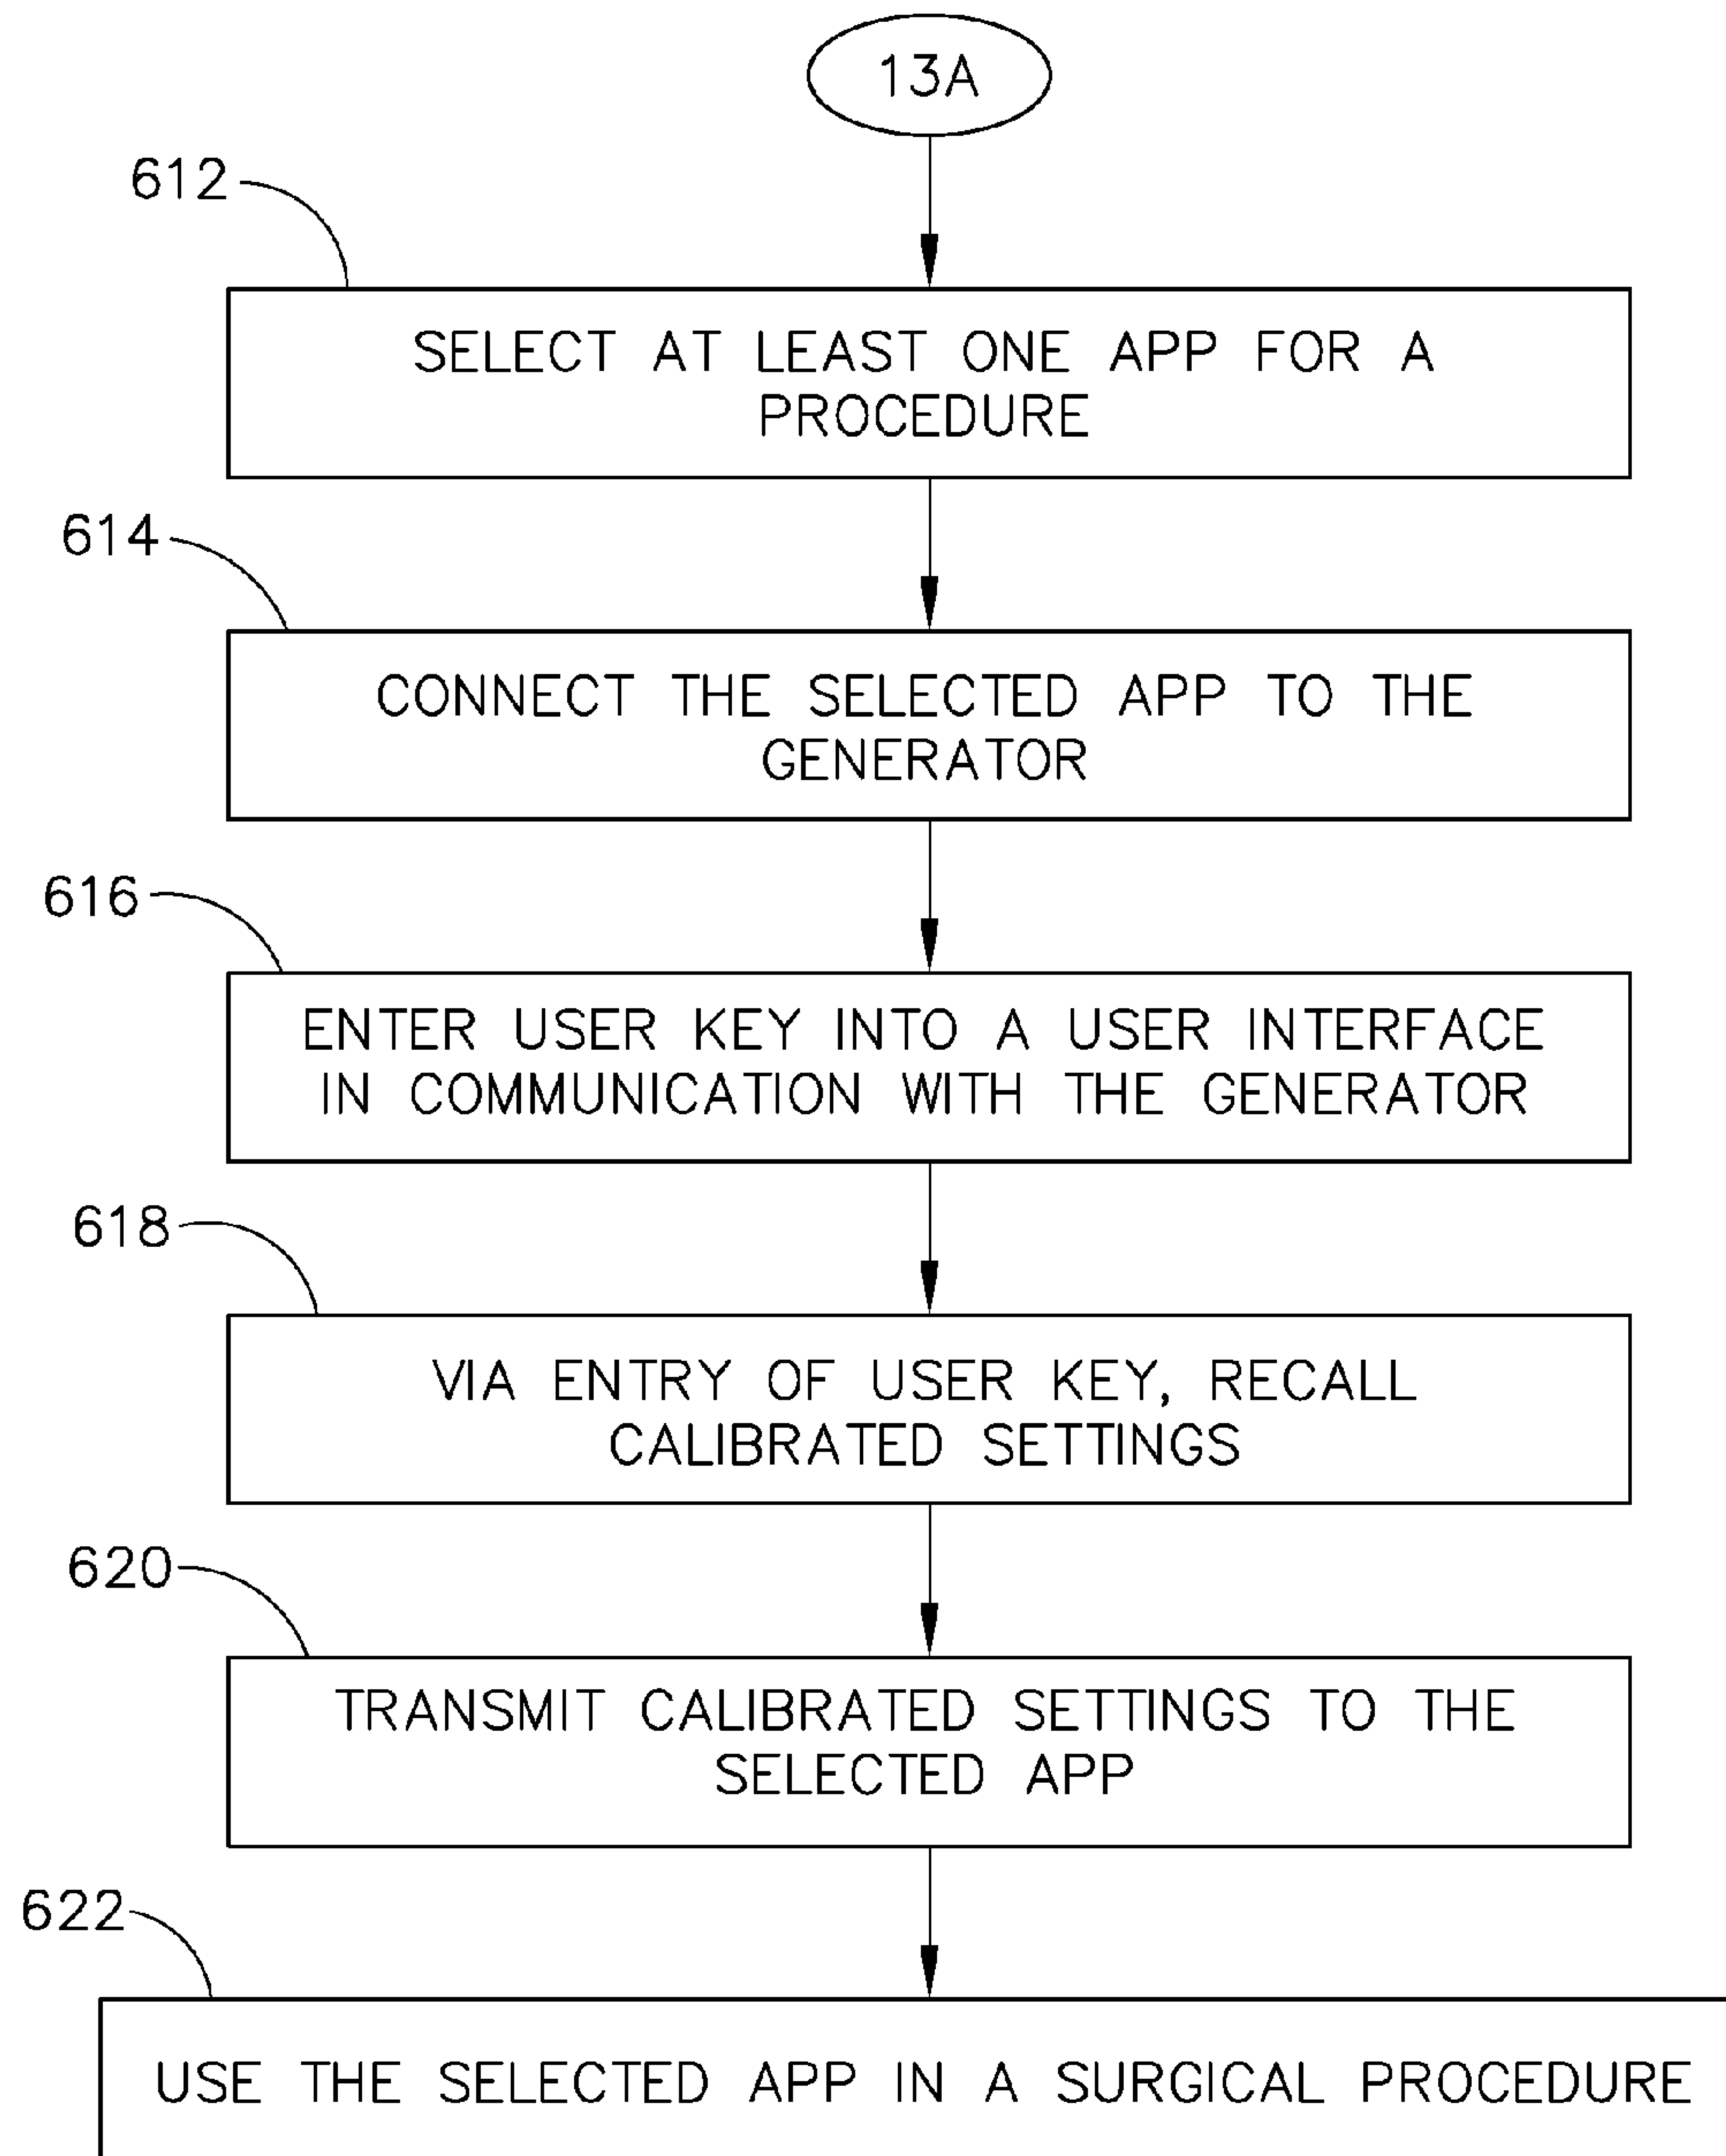 13A
612
SELECT AT LEAST ONE APP FOR A
PROCEDURE
614
CONNECT THE SELECTED APP TO THE
GENERATOR
616
ENTER USER KEY INTO A USER INTERFACE
IN COMMUNICATION WITH THE GENERATOR
618
VIA ENTRY OF USER KEY, RECALL
CALIBRATED SETTINGS
620
TRANSMIT CALIBRATED SETTINGS TO THE
SELECTED APP
622
USE THE SELECTED APP IN A SURGICAL PROCEDURE